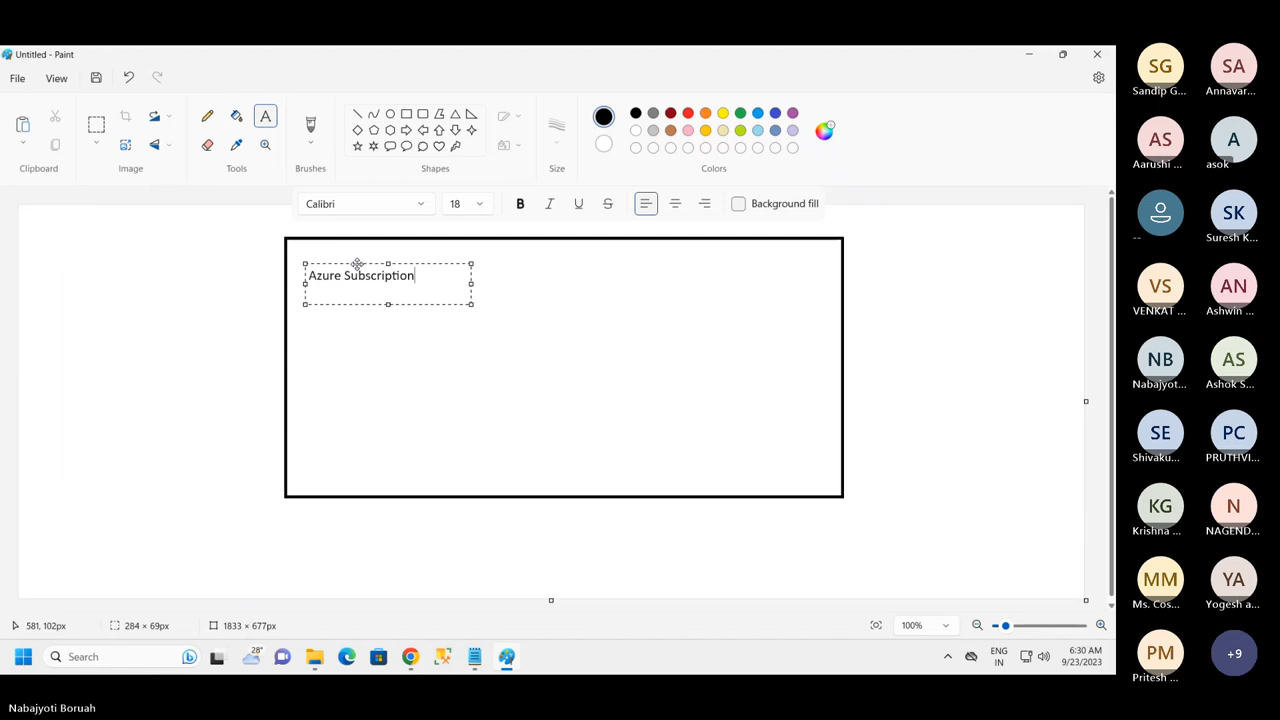 Untitled - Paint
File View
Clipboard Image Tools Brushes Shapes Size Colors
Calibri 18 B I U S Background fill
Azure Subscription
581, 102px 284 × 69px 1833 × 677px 100%
Search 28° ENG IN 6:30 AM 9/23/2023
SG SA
Sandip G... Annavar...
AS A
Aarushi ... asok
SK
-- Suresh K...
VS AN
VENKAT ... Ashwin ...
NB AS
Nabajyot... Ashok S...
SE PC
Shivaku... PRUTHVI...
KG N
Krishna ... NAGEND...
MM YA
Ms. Cos... Yogesh a...
PM +9
Pritesh ...
Nabajyoti Boruah